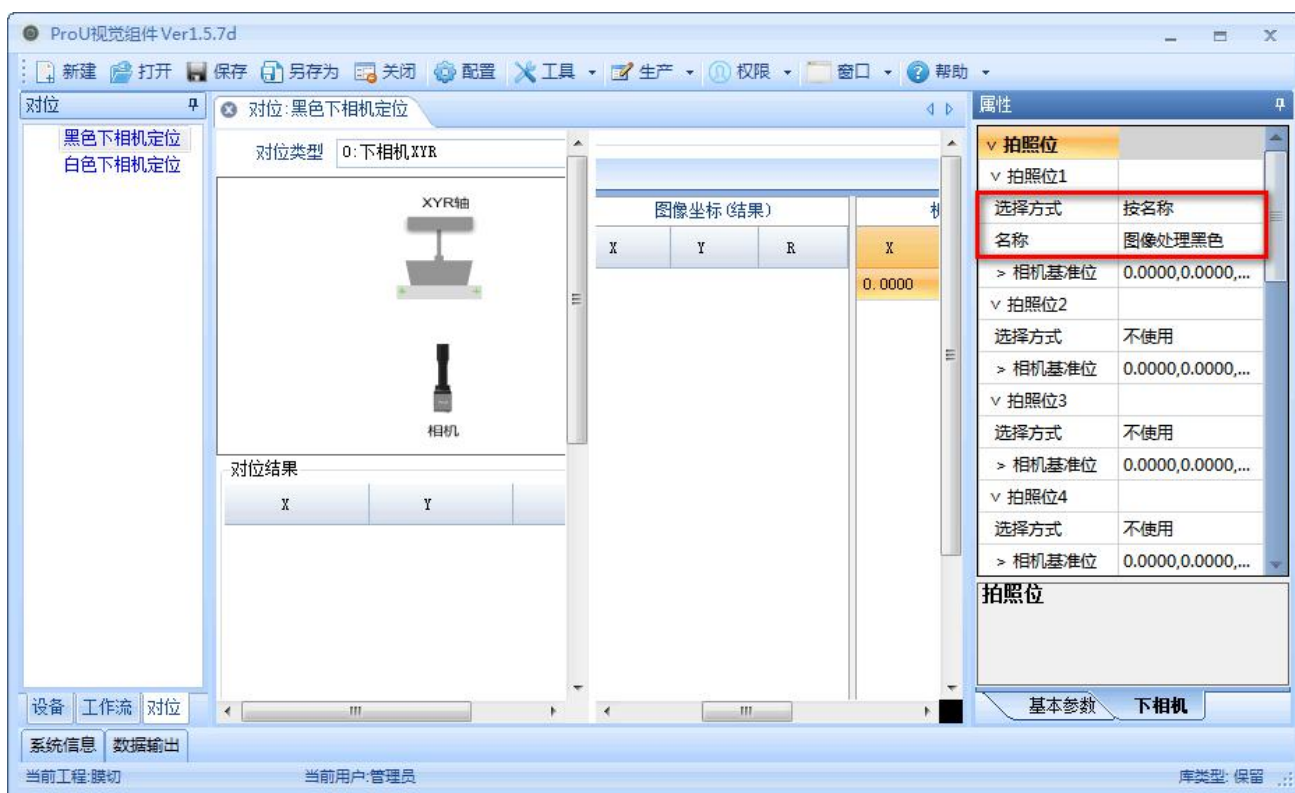 ProU视觉组件 Ver1.5.7d
新建 打开 保存 另存为 关闭 配置 工具 生产 权限 窗口 帮助
对位
黑色下相机定位
白色下相机定位
设备 工作流 对位
对位:黑色下相机定位
对位类型 0:下相机XYR
XYR轴
相机
对位结果
X Y
图像坐标(结果)
X Y R X
0.0000
属性
拍照位
拍照位1
选择方式 按名称
名称 图像处理黑色
> 相机基准位 0.0000,0.0000,...
拍照位2
选择方式 不使用
> 相机基准位 0.0000,0.0000,...
拍照位3
选择方式 不使用
> 相机基准位 0.0000,0.0000,...
拍照位4
选择方式 不使用
> 相机基准位 0.0000,0.0000,...
拍照位
基本参数 下相机
系统信息 数据输出
当前工程:膜切 当前用户:管理员 库类型: 保留